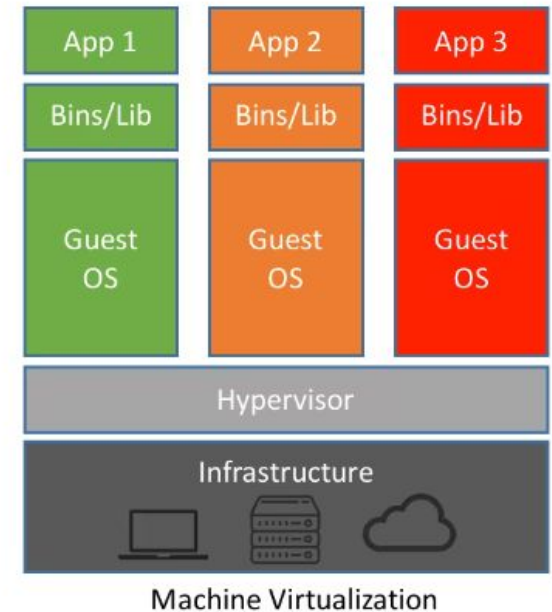 App 1
App 2
App 3
Bins/Lib
Bins/Lib
Bins/Lib
Guest
OS
Guest
OS
Guest
OS
Hypervisor
Infrastructure
Machine Virtualization